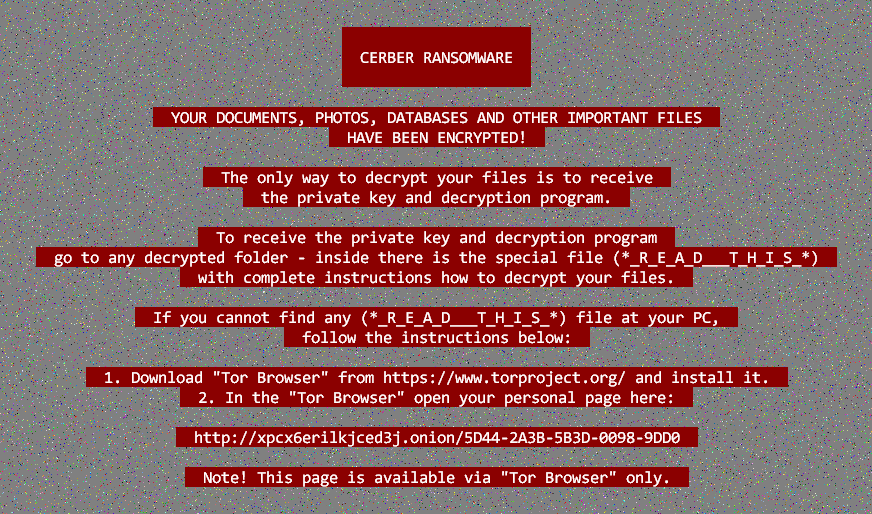 CERBER RANSOMWARE
YOUR DOCUMENTS, PHOTOS, DATABASES AND OTHER IMPORTANT FILES
HAVE BEEN ENCRYPTED!
The only way to decrypt your files is to receive
the private key and decryption program.
To receive the private key and decryption program
go to any decrypted folder - inside there is the special file (*_R_E_A_D___T_H_I_S_*)
with complete instructions how to decrypt your files.
If you cannot find any (*_R_E_A_D___T_H_I_S_*) file at your PC,
follow the instructions below:
1. Download "Tor Browser" from https://www.torproject.org/ and install it.
2. In the "Tor Browser" open your personal page here:
http://xpcx6erilkjced3j.onion/5D44-2A3B-5B3D-0098-9DD0
Note! This page is available via "Tor Browser" only.